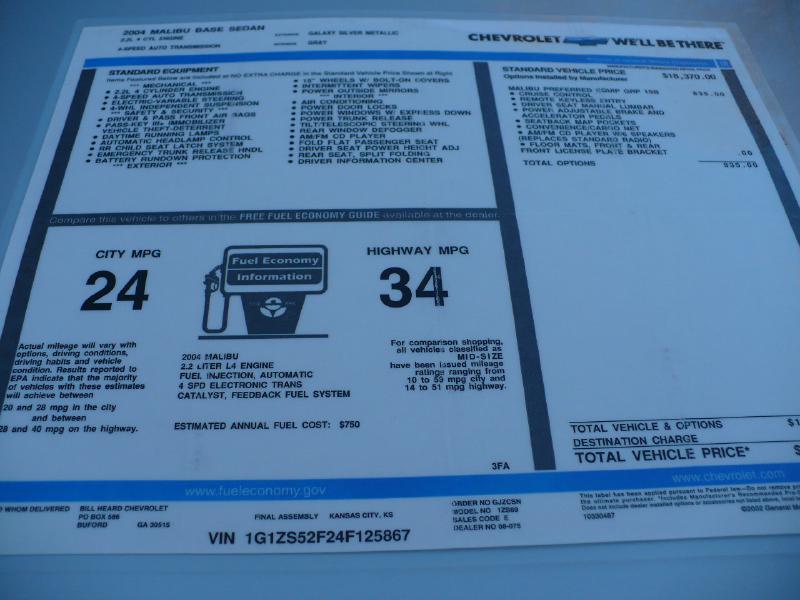 2004 MALIBU BASE SEDAN
2.2L 4 CYL ENGINE
4-SPEED AUTO TRANSMISSION
EXTERIOR GALAXY SILVER METALLIC
INTERIOR GRAY
CHEVROLET WE'LL BE THERE
STANDARD EQUIPMENT
Items Featured Below are Included at NO EXTRA CHARGE in the Standard Vehicle Price Shown at Right
* MECHANICAL *
• 2.2L 4 CYLINDER ENGINE
• 4-SPEED AUTO TRANSMISSION
• ELECTRIC-VARIABLE STEERING
• 4-WHL INDEPENDENT SUSPENSION
* SAFETY & SECURITY *
• DRIVER & PASS FRONT AIR BAGS
• PASS-KEY III+ IMMOBILIZER
VEHICLE THEFT-DETERRENT
• DAYTIME RUNNING LAMPS
• AUTOMATIC HEADLAMP CONTROL
• RR CHILD SEAT LATCH SYSTEM
• EMERGENCY TRUNK RELEASE HNDL
• BATTERY RUNDOWN PROTECTION
* EXTERIOR *
• 15" WHEELS W/ BOLT-ON COVERS
• INTERMITTENT WIPERS
• POWER OUTSIDE MIRRORS
* INTERIOR *
• AIR CONDITIONING
• POWER DOOR LOCKS
• POWER WINDOWS W/ EXPRESS DOWN
• POWER TRUNK RELEASE
• TILT/TELESCOPIC STEERING WHL
• REAR WINDOW DEFOGGER
• AM/FM PLAYER
• FOLD FLAT PASSENGER SEAT
• DRIVER SEAT POWER HEIGHT ADJ
• REAR SEAT, SPLIT FOLDING
• DRIVER INFORMATION CENTER
STANDARD VEHICLE PRICE $18,370.00
Options Installed by Manufacturer
MALIBU PREFERRED EQUIP GRP 1SB 835.00
• CRUISE CONTROL
• REMOTE KEYLESS ENTRY
• DRIVER SEAT MANUAL LUMBAR
• POWER ADJUSTABLE BRAKE AND
ACCELERATOR PEDALS
• SEATBACK MAP POCKETS
• CONVENIENCE/CARGO NET
• AM/FM CD PLAYER W/6 SPEAKERS
(REPLACES STANDARD RADIO)
• FLOOR MATS, FRONT & REAR
FRONT LICENSE PLATE BRACKET .00
TOTAL OPTIONS 835.00
Compare this vehicle to others in the FREE FUEL ECONOMY GUIDE available at the dealer.
CITY MPG
24
Fuel Economy
Information
HIGHWAY MPG
34
Actual mileage will vary with
options, driving conditions,
driving habits and vehicle
condition. Results reported to
EPA indicate that the majority
of vehicles with these estimates
will achieve between
20 and 28 mpg in the city
and between
28 and 40 mpg on the highway.
2004 MALIBU
2.2 LITER L4 ENGINE
FUEL INJECTION, AUTOMATIC
4 SPD ELECTRONIC TRANS
CATALYST, FEEDBACK FUEL SYSTEM
ESTIMATED ANNUAL FUEL COST: $750
For comparison shopping,
all vehicles classified as
MID-SIZE
have been issued mileage
ratings ranging from
10 to 53 mpg city and
14 to 51 mpg highway.
3FA
TOTAL VEHICLE & OPTIONS $1
DESTINATION CHARGE
TOTAL VEHICLE PRICE* $
www.fueleconomy.gov
www.chevrolet.com
O WHOM DELIVERED
BILL HEARD CHEVROLET
PO BOX 586
BUFORD GA 30515
FINAL ASSEMBLY KANSAS CITY, KS
VIN 1G1ZS52F24F125867
ORDER NO GJZCSN
MODEL NO 1ZS69
SALES CODE E
DEALER NO 08-075
This label has been applied pursuant to Federal law—Do not remove
the ultimate purchaser. *Includes Manufacturer's Recommended
Does not include dealer installed options or accessories not listed above,
10330487
©2002 General